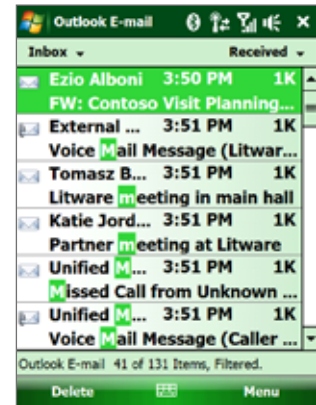 Outlook E-mail
Inbox Received
Ezio Alboni 3:50 PM 1K
FW: Contoso Visit Planning...
External ... 3:51 PM 1K
Voice Mail Message (Litwar...
Tomasz B... 3:51 PM 1K
Litware meeting in main hall
Katie Jord... 3:51 PM 1K
Partner meeting at Litware
Unified M... 3:51 PM 1K
Missed Call from Unknown ...
Unified M... 3:51 PM 1K
Voice Mail Message (Caller ...
Outlook E-mail 41 of 131 Items, Filtered.
Delete Menu